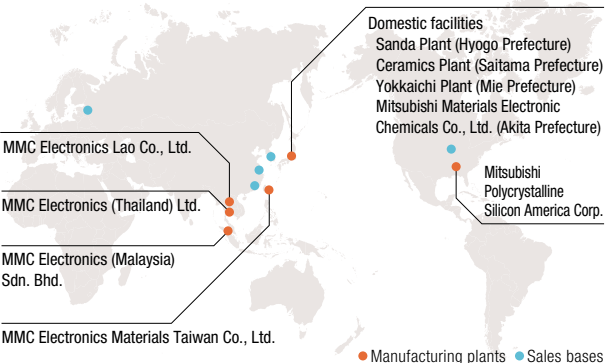 Domestic facilities
Sanda Plant (Hyogo Prefecture)
Ceramics Plant (Saitama Prefecture)
Yokkaichi Plant (Mie Prefecture)
Mitsubishi Materials Electronic
Chemicals Co., Ltd. (Akita Prefecture)
MMC Electronics Lao Co., Ltd.
Mitsubishi
Polycrystalline
Silicon America Corp.
MMC Electronics (Thailand) Ltd.
MMC Electronics (Malaysia)
Sdn. Bhd.
MMC Electronics Materials Taiwan Co., Ltd.
Manufacturing plants
Sales bases